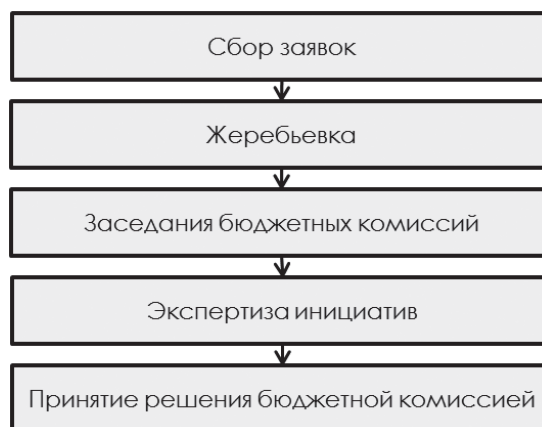 Сбор заявок
Жеребьевка
Заседания бюджетных комиссий
Экспертиза инициатив
Принятие решения бюджетной комиссией